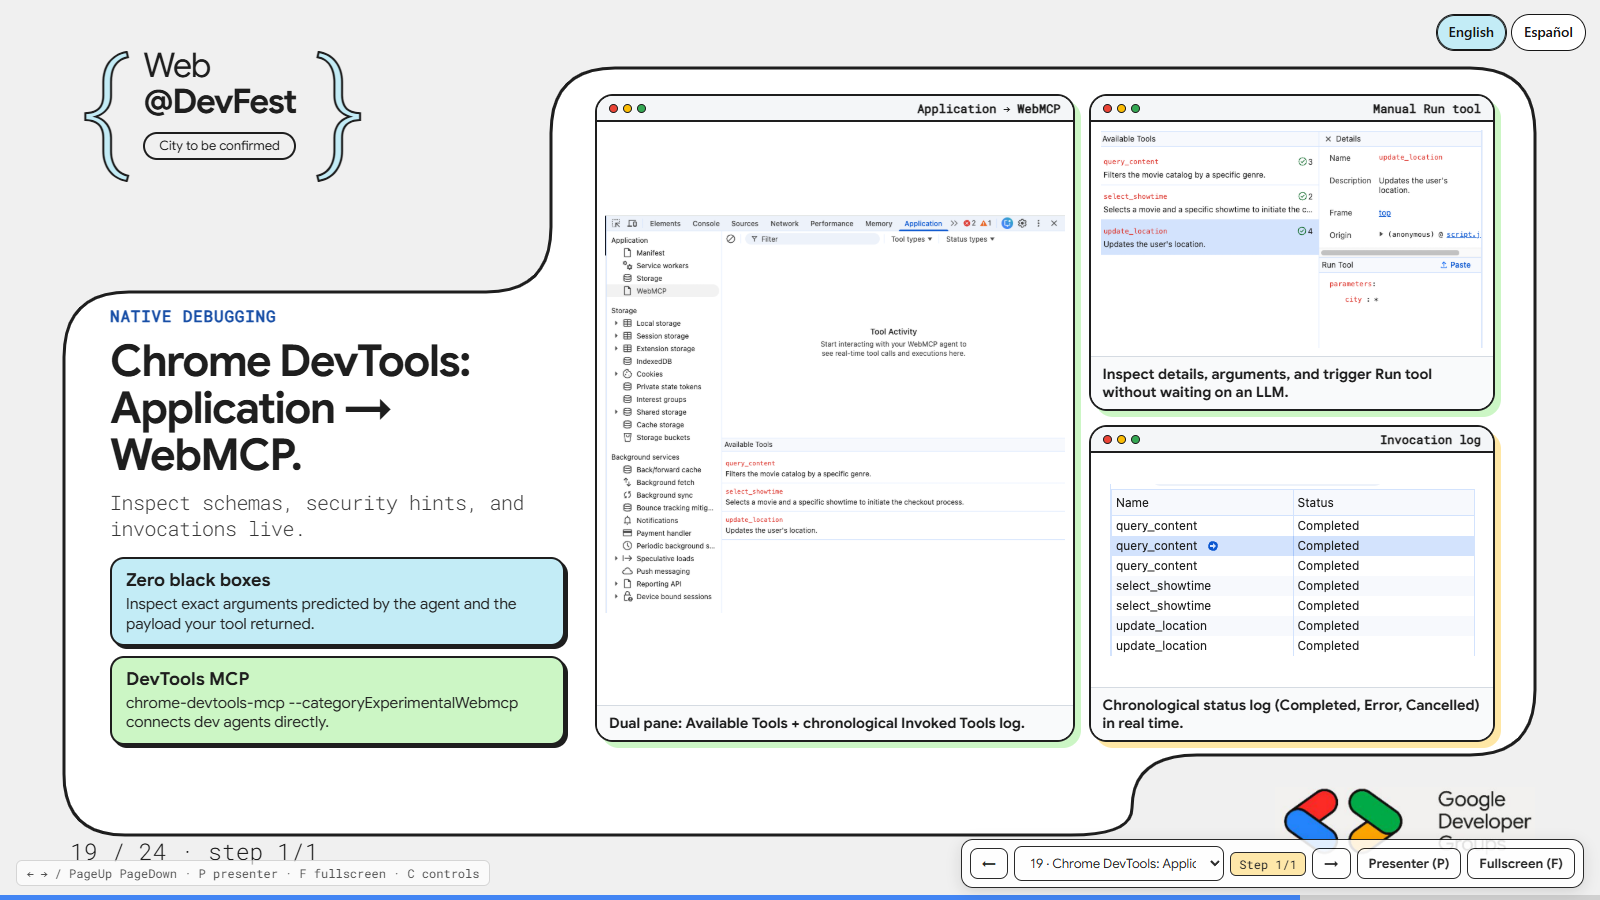 English
Español
Web
@DevFest
City to be confirmed
NATIVE DEBUGGING
Chrome DevTools:
Application →
WebMCP.
Inspect schemas, security hints, and
invocations live.
Zero black boxes
Inspect exact arguments predicted by the agent and the
payload your tool returned.
DevTools MCP
chrome-devtools-mcp --categoryExperimentalWebmcp
connects dev agents directly.
Application → WebMCP
Elements Console Sources Network Performance Memory Application 2 1
Application
Manifest
Service workers
Storage
WebMCP
Storage
Local storage
Session storage
Extension storage
IndexedDB
Cookies
Private state tokens
Interest groups
Shared storage
Cache storage
Storage buckets
Background services
Back/forward cache
Background fetch
Background sync
Bounce tracking mitig...
Notifications
Payment handler
Periodic background s...
Speculative loads
Push messaging
Reporting API
Device bound sessions
Filter Tool types Status types
Tool Activity
Start interacting with your WebMCP agent to
see real-time tool calls and executions here.
Available Tools
query_content
Filters the movie catalog by a specific genre.
select_showtime
Selects a movie and a specific showtime to initiate the checkout process.
update_location
Updates the user's location.
Dual pane: Available Tools + chronological Invoked Tools log.
Manual Run tool
Available Tools
query_content 3
Filters the movie catalog by a specific genre.
select_showtime 2
Selects a movie and a specific showtime to initiate the c...
update_location 4
Updates the user's location.
× Details
Name update_location
Description Updates the user's
location.
Frame top
Origin (anonymous) @ script.j
Run Tool Paste
parameters:
city : *
Inspect details, arguments, and trigger Run tool
without waiting on an LLM.
Invocation log
Name Status
query_content Completed
query_content Completed
query_content Completed
select_showtime Completed
select_showtime Completed
update_location Completed
update_location Completed
Chronological status log (Completed, Error, Cancelled)
in real time.
Google
Developer
Groups
19 / 24 · step 1/1
← → / PageUp PageDown · P presenter · F fullscreen · C controls
← 19 · Chrome DevTools: Applic Step 1/1 → Presenter (P) Fullscreen (F)